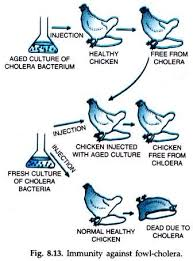 INJECTION
AGED CULTURE OF
CHOLERA BACTERIUM
HEALTHY
CHICKEN
FREE FROM
CHOLERA
INJECTION
CHICKEN INJECTED
WITH AGED CULTURE
CHICKEN
FREE FROM
CHLOERA
INJECTION
FRESH CULTURE OF
CHOLERA
BACTERIA
NORMAL HEALTHY
CHICKEN
DEAD DUE TO
CHOLERA
Fig. 8.13. Immunity against fowl-cholera.